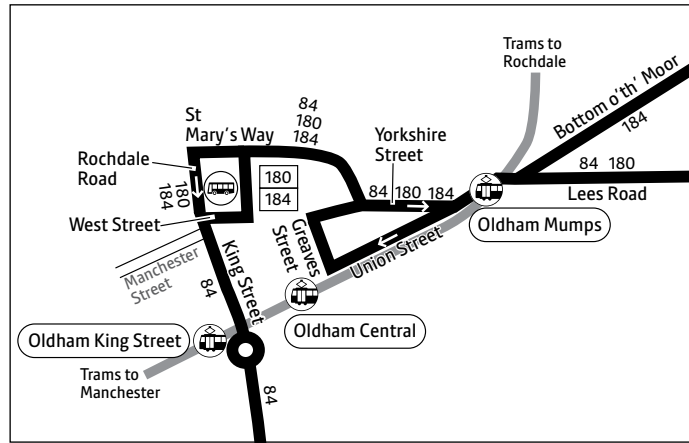 Trams to
Rochdale
Bottom o'th' Moor
184
84
180
184
St
Mary's Way
Yorkshire
Street
Rochdale
Road
180
184
180
184
84 180 184
84 180
Lees Road
West Street
Oldham Mumps
Greaves
Street
Union Street
Manchester
Street
King Street
84
Oldham Central
Oldham King Street
Trams to
Manchester
84